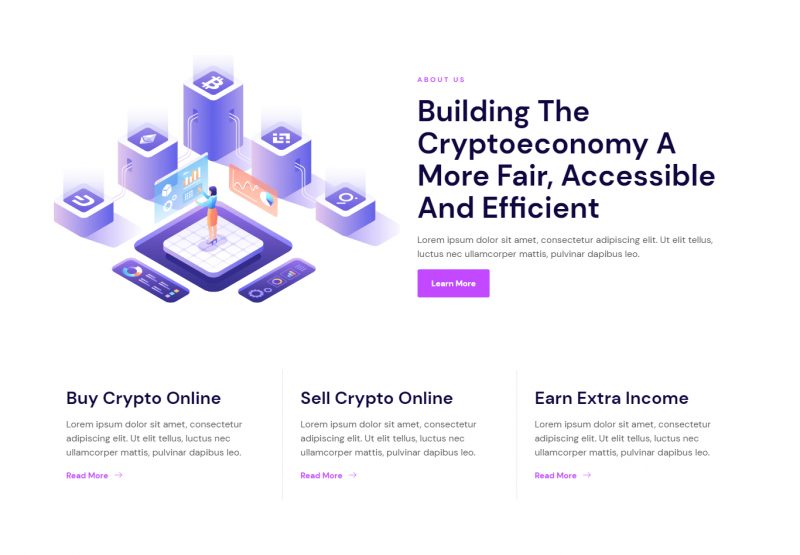 ABOUT US
Building The
Cryptoeconomy A
More Fair, Accessible
And Efficient
Lorem ipsum dolor sit amet, consectetur adipiscing elit. Ut elit tellus,
luctus nec ullamcorper mattis, pulvinar dapibus leo.
Learn More
Buy Crypto Online
Lorem ipsum dolor sit amet, consectetur
adipiscing elit. Ut elit tellus, luctus nec
ullamcorper mattis, pulvinar dapibus leo.
Read More
Sell Crypto Online
Lorem ipsum dolor sit amet, consectetur
adipiscing elit. Ut elit tellus, luctus nec
ullamcorper mattis, pulvinar dapibus leo.
Read More
Earn Extra Income
Lorem ipsum dolor sit amet, consectetur
adipiscing elit. Ut elit tellus, luctus nec
ullamcorper mattis, pulvinar dapibus leo.
Read More